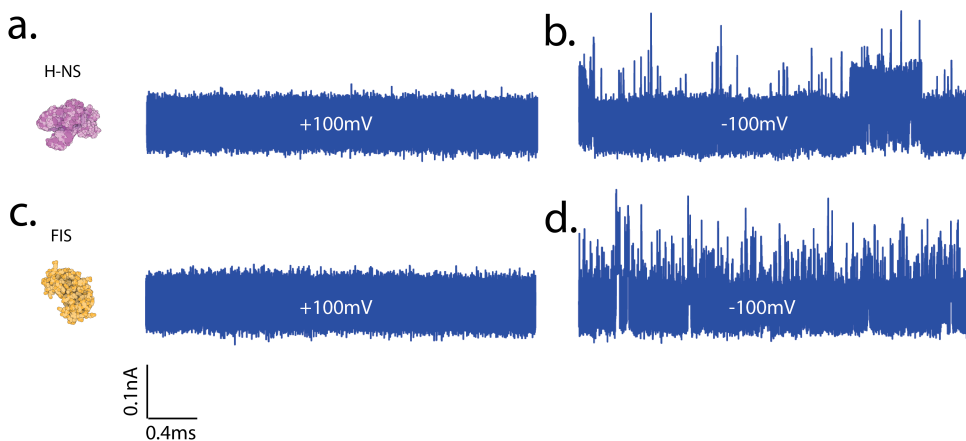 a.
b.
H-NS
+100mV
-100mV
c.
d.
FIS
+100mV
-100mV
0.1nA
0.4ms